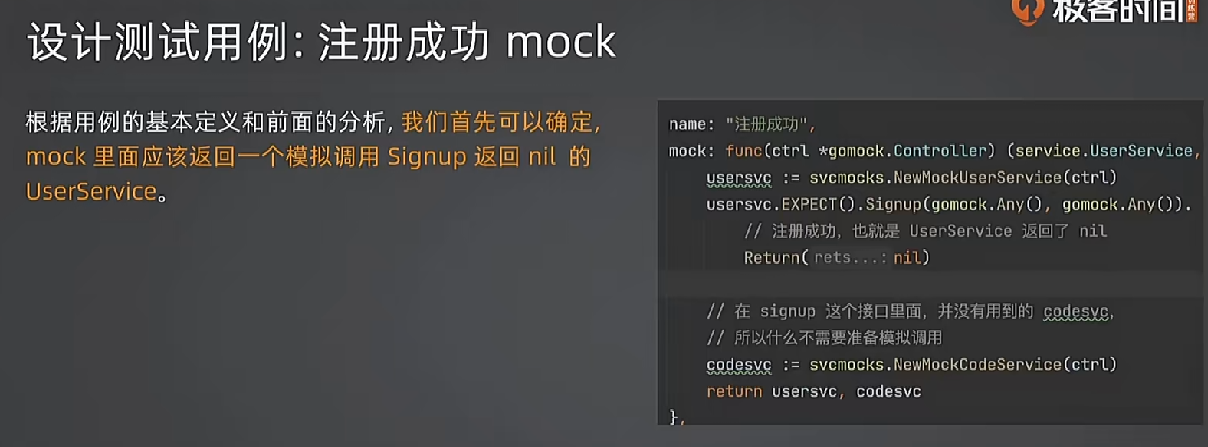 极客时间
设计测试用例: 注册成功 mock
根据用例的基本定义和前面的分析, 我们首先可以确定,
mock 里面应该返回一个模拟调用 Signup 返回 nil 的
UserService。
name: "注册成功",
mock: func(ctrl *gomock.Controller) (service.UserService,
usersvc := svcmocks.NewMockUserService(ctrl)
usersvc.EXPECT().Signup(gomock.Any(), gomock.Any()).
// 注册成功, 也就是 UserService 返回了 nil
Return( rets...: nil)
// 在 signup 这个接口里面, 并没有用到的 codesvc,
// 所以什么不需要准备模拟调用
codesvc := svcmocks.NewMockCodeService(ctrl)
return usersvc, codesvc
},